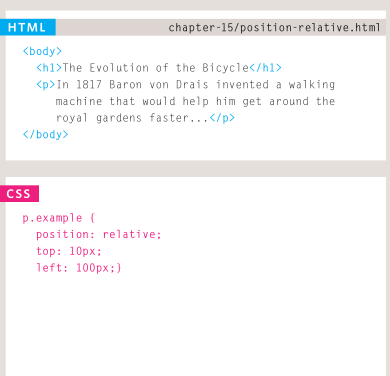 HTML chapter-15/position-relative.html
<body>
<h1>The Evolution of the Bicycle</h1>
<p>In 1817 Baron von Drais invented a walking
machine that would help him get around the
royal gardens faster...</p>
</body>
CSS
p.example {
position: relative;
top: 10px;
left: 100px;}